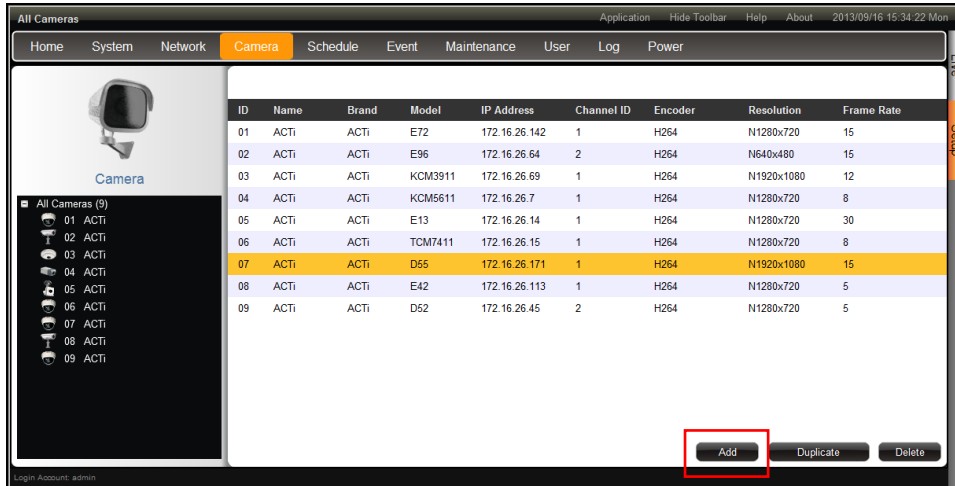 All Cameras Application Hide Toolbar Help About 2013/09/16 15:34:22 Mon
Home System Network Camera Schedule Event Maintenance User Log Power
Live
Setup
Camera
All Cameras (9)
01 ACTi
02 ACTi
03 ACTi
04 ACTi
05 ACTi
06 ACTi
07 ACTi
08 ACTi
09 ACTi
ID Name Brand Model IP Address Channel ID Encoder Resolution Frame Rate
01 ACTi ACTi E72 172.16.26.142 1 H264 N1280x720 15
02 ACTi ACTi E96 172.16.26.64 2 H264 N640x480 15
03 ACTi ACTi KCM3911 172.16.26.69 1 H264 N1920x1080 12
04 ACTi ACTi KCM5611 172.16.26.7 1 H264 N1280x720 8
05 ACTi ACTi E13 172.16.26.14 1 H264 N1280x720 30
06 ACTi ACTi TCM7411 172.16.26.15 1 H264 N1280x720 8
07 ACTi ACTi D55 172.16.26.171 1 H264 N1920x1080 15
08 ACTi ACTi E42 172.16.26.113 1 H264 N1280x720 5
09 ACTi ACTi D52 172.16.26.45 2 H264 N1280x720 5
Add Duplicate Delete
Login Account: admin